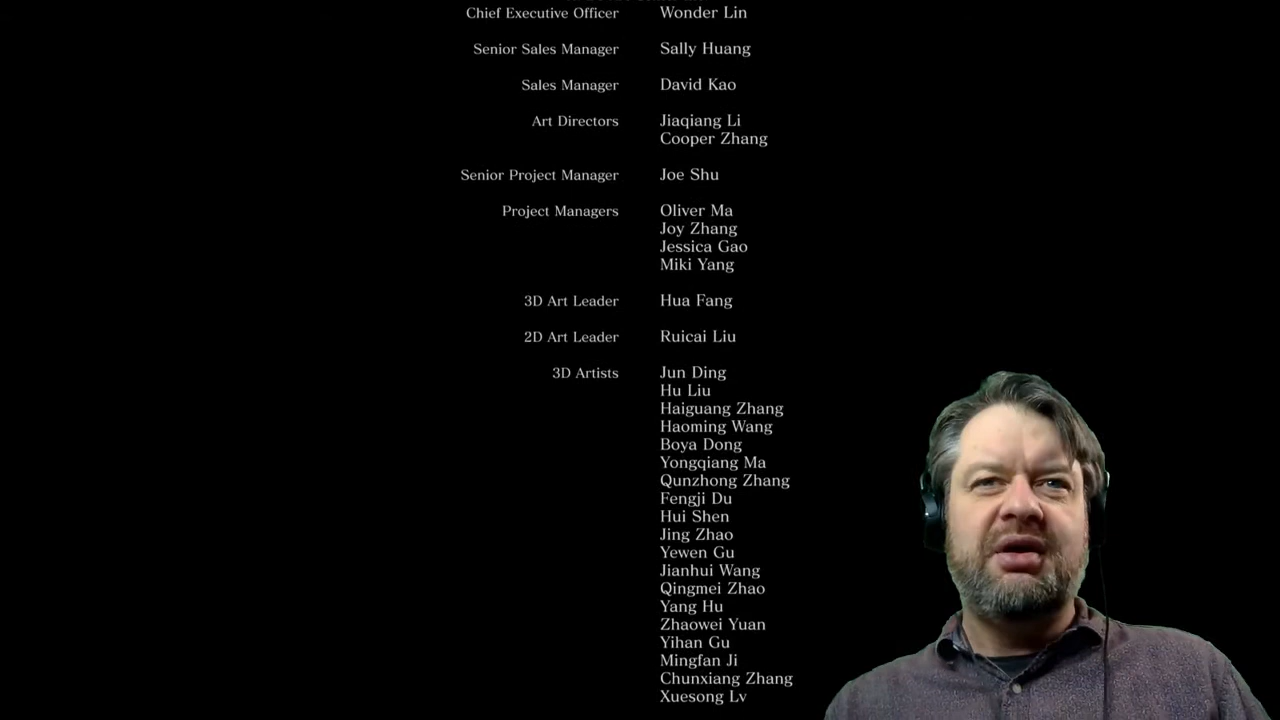 Chief Executive Officer Wonder Lin
Senior Sales Manager Sally Huang
Sales Manager David Kao
Art Directors Jiaqiang Li
Cooper Zhang
Senior Project Manager Joe Shu
Project Managers Oliver Ma
Joy Zhang
Jessica Gao
Miki Yang
3D Art Leader Hua Fang
2D Art Leader Ruicai Liu
3D Artists Jun Ding
Hu Liu
Haiguang Zhang
Haoming Wang
Boya Dong
Yongqiang Ma
Qunzhong Zhang
Fengji Du
Hui Shen
Jing Zhao
Yewen Gu
Jianhui Wang
Qingmei Zhao
Yang Hu
Zhaowei Yuan
Yihan Gu
Mingfan Ji
Chunxiang Zhang
Xuesong Lv